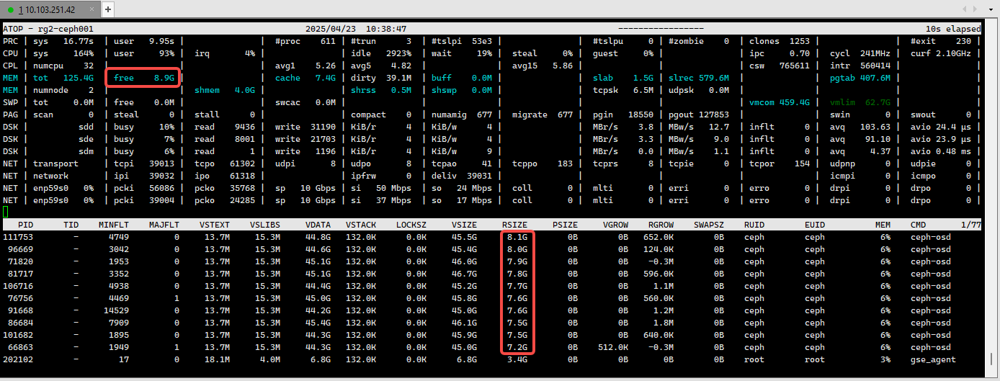 1 10.103.251.42 × +
ATOP - rg2-ceph001 2025/04/23 10:38:47 ----------------- 10s elapsed
PRC | sys 16.77s | user 9.95s | | #proc 611 | #trun 3 | #tslpi 53e3 | | #tslpu 0 | #zombie 0 | clones 1253 | | #exit 230 |
CPU | sys 164% | user 93% | irq 4% | | idle 2923% | wait 19% | steal 0% | guest 0% | | ipc 0.70 | cycl 241MHz | curf 2.10GHz |
CPL | numcpu 32 | | | avg1 5.26 | avg5 4.82 | | avg15 5.86 | | | csw 765611 | intr 560414 | |
MEM | tot 125.4G | free 8.9G | | cache 7.4G | dirty 39.1M | buff 0.0M | | slab 1.5G | slrec 579.6M | | pgtab 407.6M | |
MEM | numnode 2 | | shmem 4.0G | | shrss 0.5M | shswp 0.0M | | tcpsk 6.5M | udpsk 0.0M | | | |
SWP | tot 0.0M | free 0.0M | | swcac 0.0M | | | | | | vmcom 459.4G | vmlim 62.7G | |
PAG | scan 0 | steal 0 | stall 0 | | compact 0 | numamig 677 | migrate 677 | pgin 18550 | pgout 127853 | | swin 0 | swout 0 |
DSK | sdd | busy 10% | read 9436 | write 31190 | KiB/r 4 | KiB/w 4 | | MBr/s 3.8 | MBw/s 12.7 | inflt 0 | avq 103.63 | avio 24.4 µs |
DSK | sde | busy 7% | read 8001 | write 21703 | KiB/r 4 | KiB/w 4 | | MBr/s 3.3 | MBw/s 9.0 | inflt 0 | avq 91.10 | avio 23.9 µs |
DSK | sdm | busy 6% | read 1 | write 1196 | KiB/r 4 | KiB/w 9 | | MBr/s 0.0 | MBw/s 1.1 | inflt 0 | avq 4.37 | avio 0.48 ms |
NET | transport | tcpi 39013 | tcpo 61302 | udpi 8 | udpo 8 | tcpao 41 | tcppo 183 | tcprs 8 | tcpie 0 | tcpor 154 | udpnp 0 | udpie 0 |
NET | network | ipi 39032 | ipo 61318 | | ipfrw 0 | deliv 39031 | | | | | icmpi 0 | icmpo 0 |
NET | enp59s0 0% | pcki 56086 | pcko 35768 | sp 10 Gbps | si 50 Mbps | so 24 Mbps | coll 0 | mlti 0 | erri 0 | erro 0 | drpi 0 | drpo 0 |
NET | enp59s0 0% | pcki 39004 | pcko 24285 | sp 10 Gbps | si 37 Mbps | so 17 Mbps | coll 0 | mlti 0 | erri 0 | erro 0 | drpi 0 | drpo 0 |
PID TID MINFLT MAJFLT VSTEXT VSLIBS VDATA VSTACK LOCKSZ VSIZE RSIZE PSIZE VGROW RGROW SWAPSZ RUID EUID MEM CMD 1/77
111753 - 4749 0 13.7M 15.3M 44.8G 132.0K 0.0K 45.5G 8.1G 0B 0B 652.0K 0B ceph ceph 6% ceph-osd
96669 - 3042 0 13.7M 15.3M 44.6G 132.0K 0.0K 45.4G 8.0G 0B 0B 124.0K 0B ceph ceph 6% ceph-osd
71820 - 1953 0 13.7M 15.3M 45.1G 132.0K 0.0K 46.0G 7.9G 0B 0B -0.3M 0B ceph ceph 6% ceph-osd
81717 - 3352 0 13.7M 15.3M 45.1G 132.0K 0.0K 46.7G 7.8G 0B 0B 596.0K 0B ceph ceph 6% ceph-osd
106716 - 4938 0 13.7M 15.3M 44.4G 132.0K 0.0K 45.2G 7.7G 0B 0B 1.1M 0B ceph ceph 6% ceph-osd
76756 - 4469 1 13.7M 15.3M 45.0G 132.0K 0.0K 45.8G 7.6G 0B 0B 560.0K 0B ceph ceph 6% ceph-osd
91668 - 14529 0 13.7M 15.3M 44.2G 132.0K 0.0K 45.0G 7.6G 0B 0B 1.2M 0B ceph ceph 6% ceph-osd
86684 - 7909 0 13.7M 15.3M 45.4G 132.0K 0.0K 46.1G 7.5G 0B 0B 1.8M 0B ceph ceph 6% ceph-osd
101682 - 1895 0 13.7M 15.3M 44.3G 132.0K 0.0K 45.9G 7.5G 0B 0B 640.0K 0B ceph ceph 6% ceph-osd
66863 - 1949 1 13.7M 15.3M 44.3G 132.0K 0.0K 45.0G 7.2G 0B 512.0K -0.3M 0B ceph ceph 6% ceph-osd
202102 - 17 0 18.1M 4.0M 6.8G 132.0K 0.0K 6.8G 3.4G 0B 0B 0B 0B root root 3% gse_agent